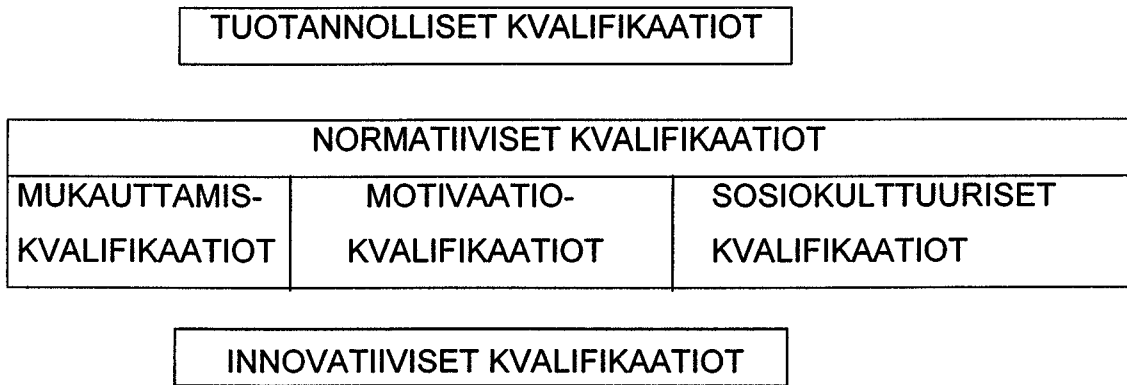 TUOTANNOLLISET KVALIFIKAATIOT
NORMATIIVISET KVALIFIKAATIOT
MUKAUTTAMIS-
KVALIFIKAATIOT
MOTIVAATIO-
KVALIFIKAATIOT
SOSIOKULTTUURISET
KVALIFIKAATIOT
INNOVATIIVISET KVALIFIKAATIOT